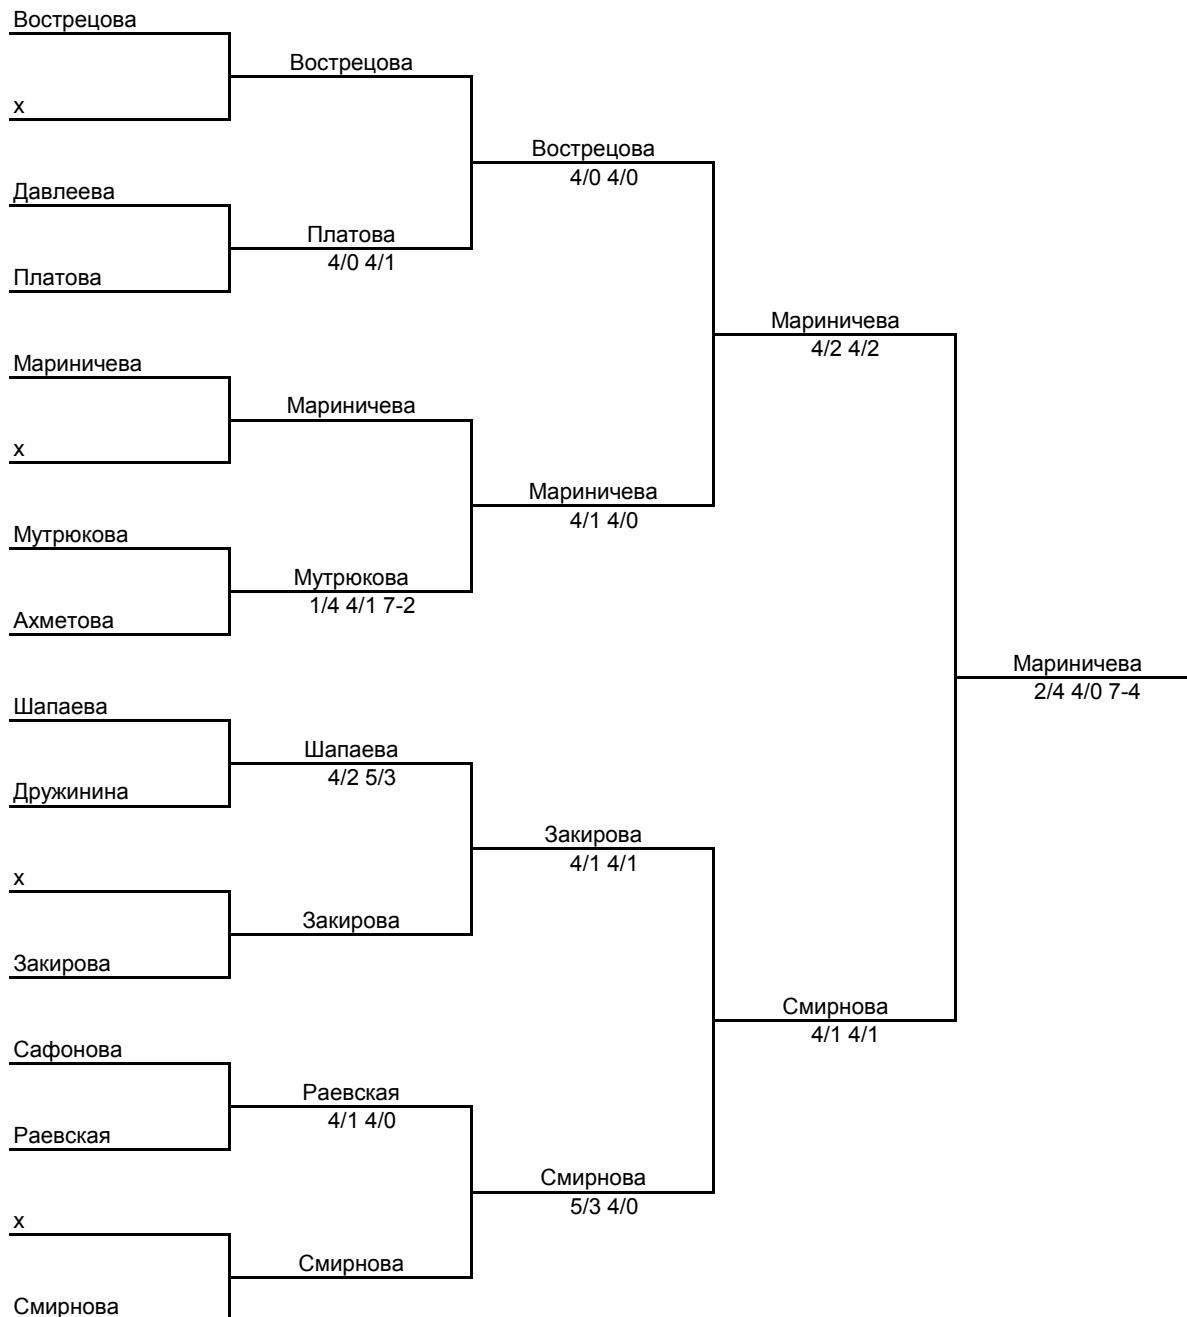 Вострецова
Вострецова
х
Вострецова
4/0 4/0
Давлеева
Платова
4/0 4/1
Платова
Мариничева
4/2 4/2
Мариничева
Мариничева
х
Мариничева
4/1 4/0
Мутрюкова
Мутрюкова
1/4 4/1 7-2
Ахметова
Мариничева
2/4 4/0 7-4
Шапаева
Шапаева
4/2 5/3
Дружинина
Закирова
4/1 4/1
х
Закирова
Закирова
Смирнова
4/1 4/1
Сафонова
Раевская
4/1 4/0
Раевская
Смирнова
5/3 4/0
х
Смирнова
Смирнова